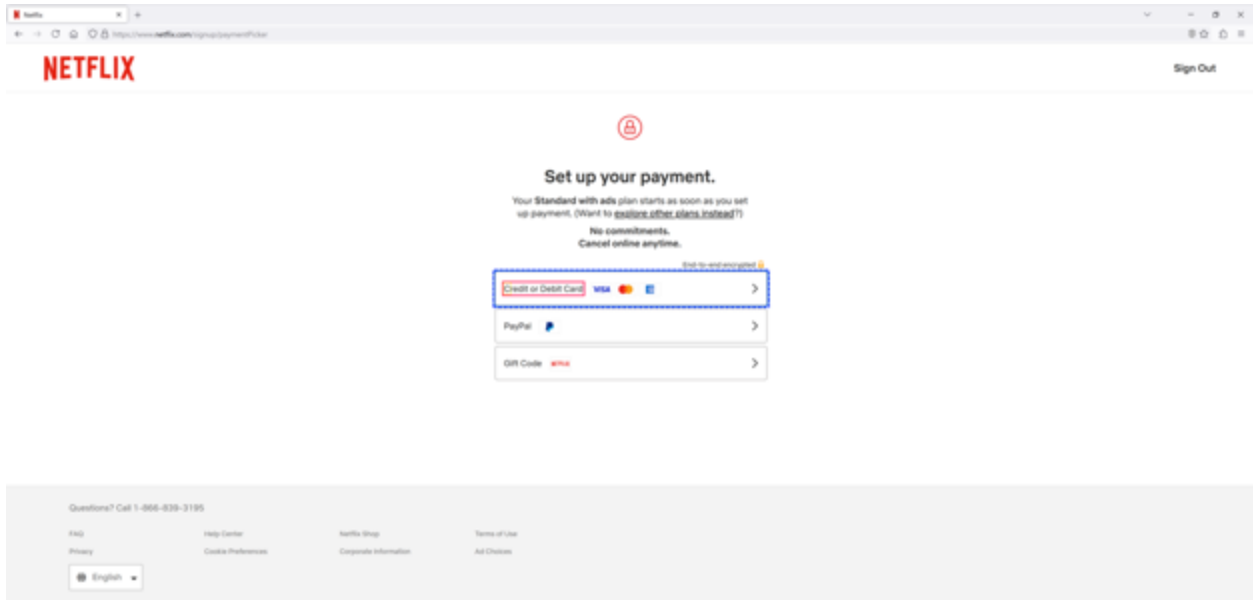 Netflix
https://www.netflix.com/signup/paymentPicker
NETFLIX
Sign Out
Set up your payment.
Your Standard with ads plan starts as soon as you set
up payment. (Want to explore other plans instead?)
No commitments.
Cancel online anytime.
End-to-end encrypted
Credit or Debit Card VISA
PayPal
Gift Code NETFLIX
Questions? Call 1-866-839-3195
FAQ Help Center Netflix Shop Terms of Use
Privacy Cookie Preferences Corporate Information Ad Choices
English